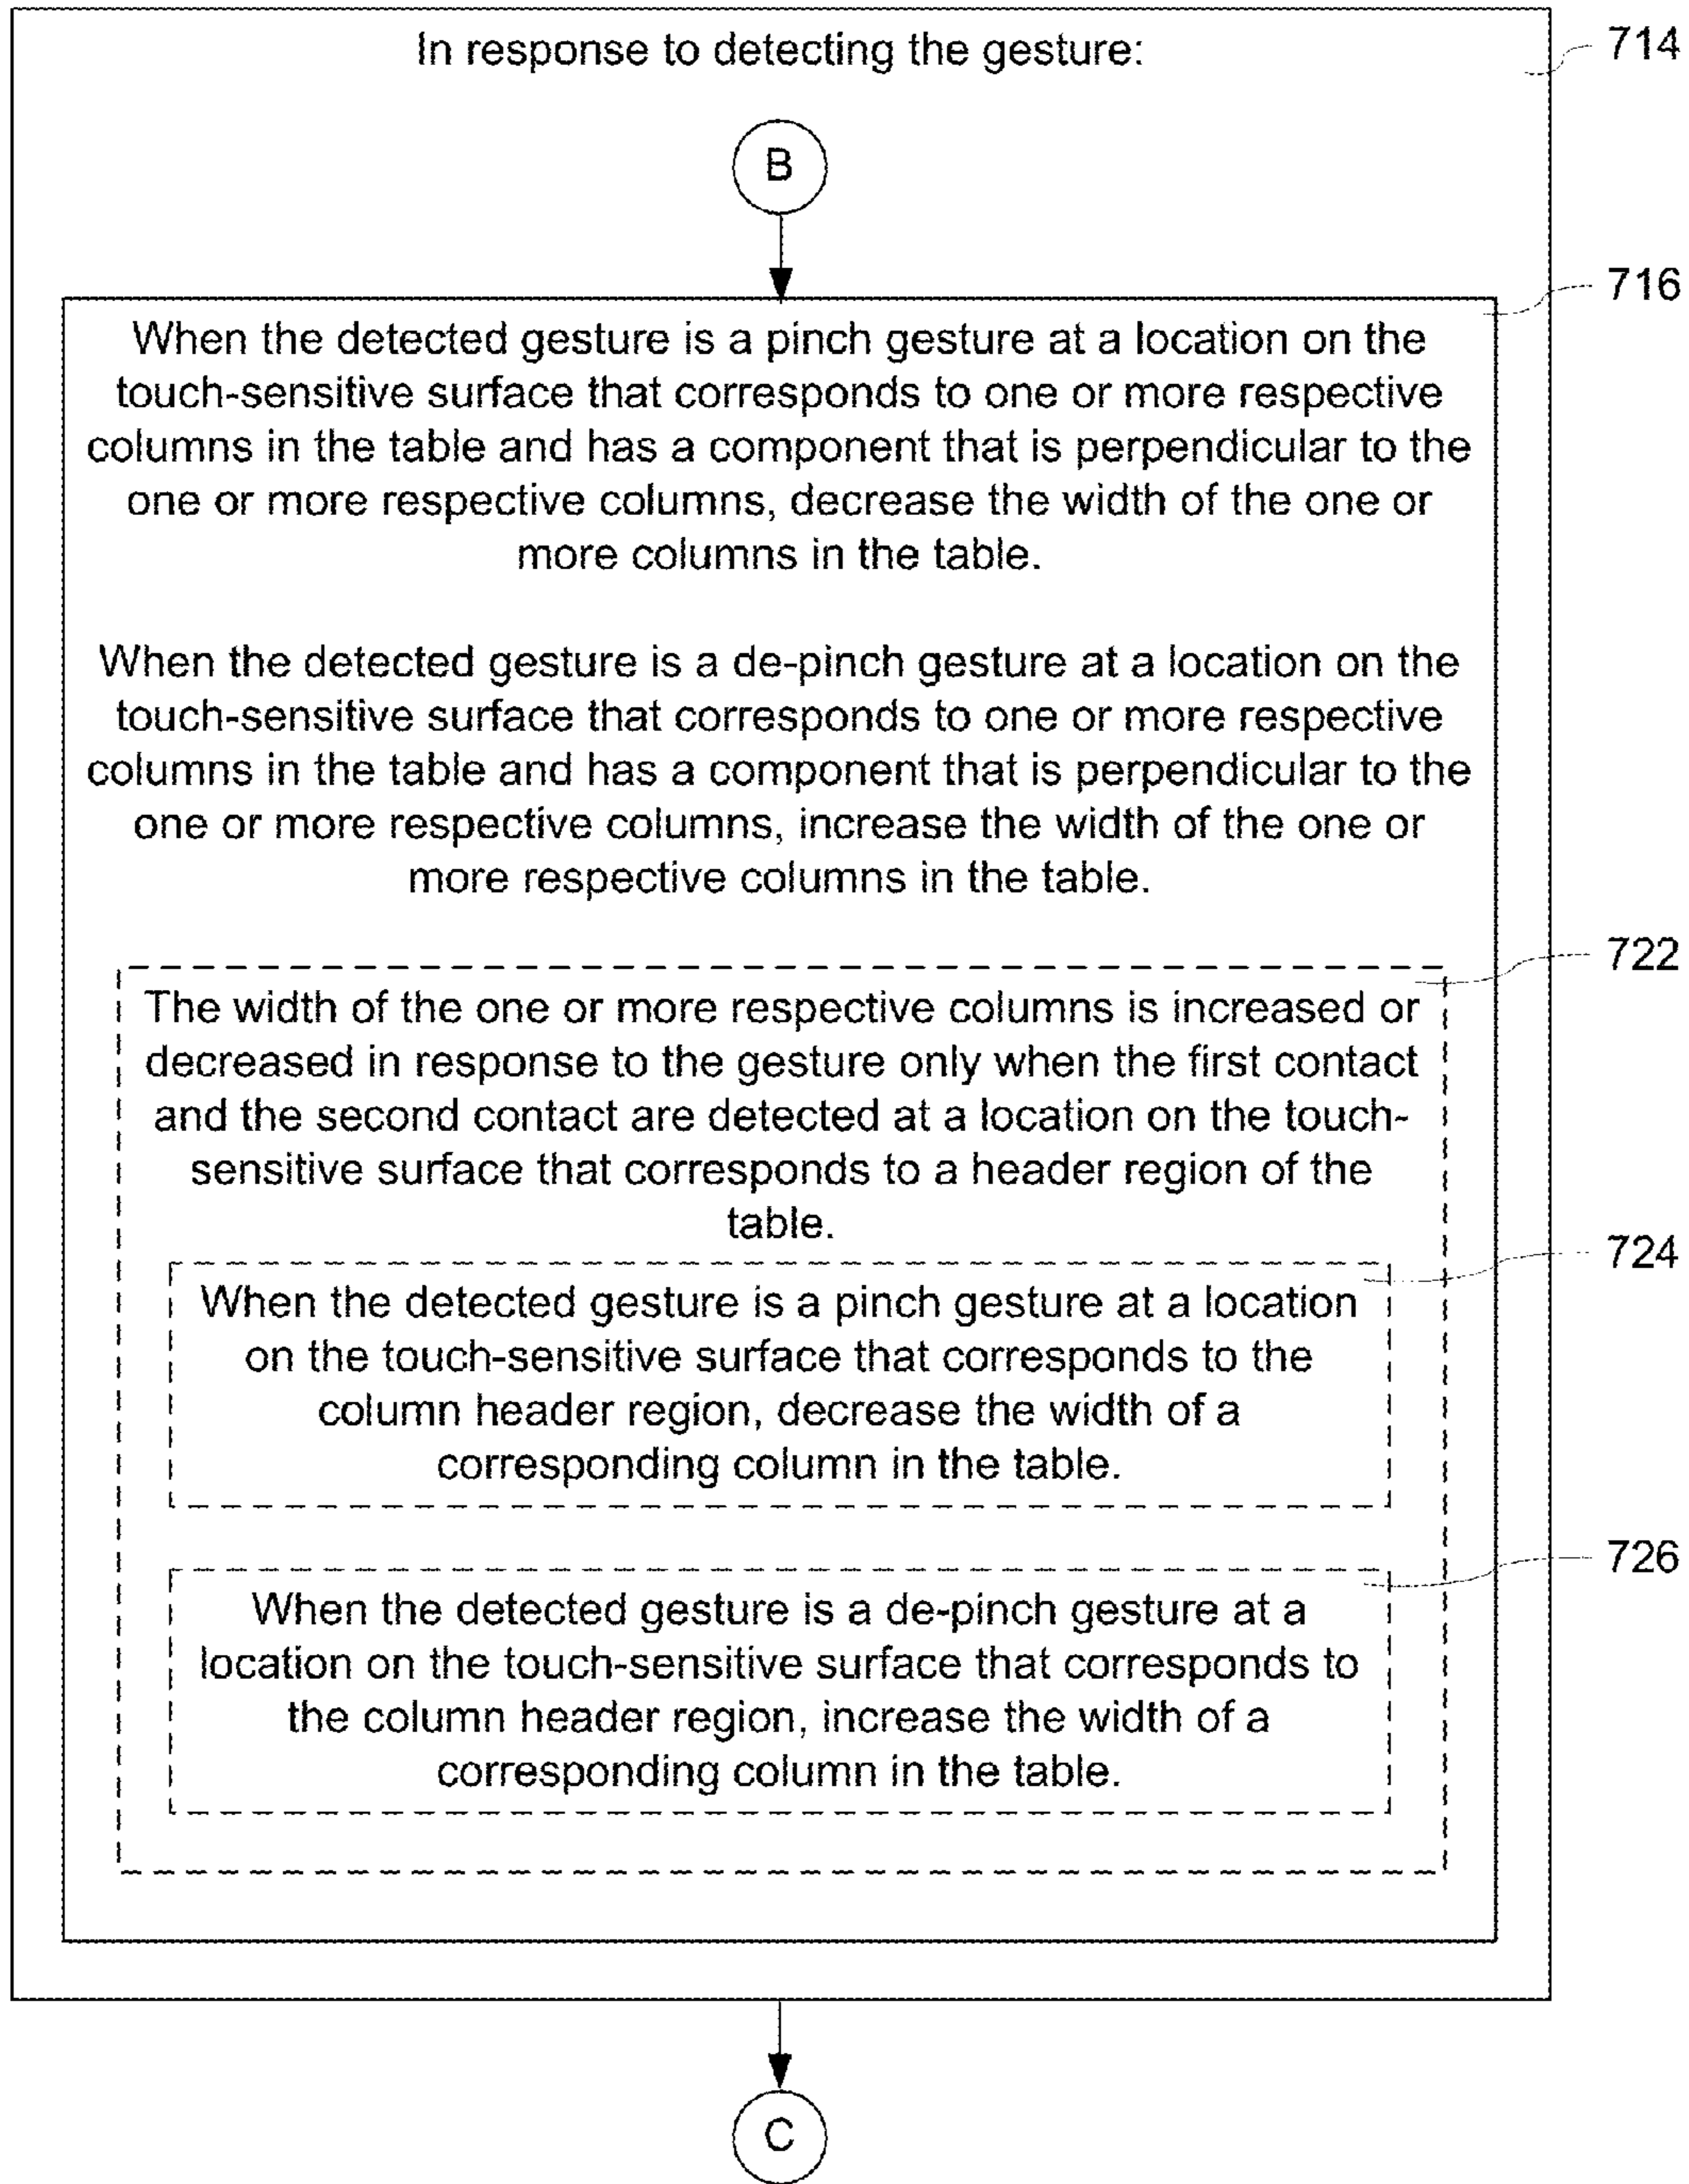 In response to detecting the gesture:
714
B
716
When the detected gesture is a pinch gesture at a location on the
touch-sensitive surface that corresponds to one or more respective
columns in the table and has a component that is perpendicular to the
one or more respective columns, decrease the width of the one or
more columns in the table.
When the detected gesture is a de-pinch gesture at a location on the
touch-sensitive surface that corresponds to one or more respective
columns in the table and has a component that is perpendicular to the
one or more respective columns, increase the width of the one or
more respective columns in the table.
722
The width of the one or more respective columns is increased or
decreased in response to the gesture only when the first contact
and the second contact are detected at a location on the touch-
sensitive surface that corresponds to a header region of the
table.
724
When the detected gesture is a pinch gesture at a location
on the touch-sensitive surface that corresponds to the
column header region, decrease the width of a
corresponding column in the table.
726
When the detected gesture is a de-pinch gesture at a
location on the touch-sensitive surface that corresponds to
the column header region, increase the width of a
corresponding column in the table.
C